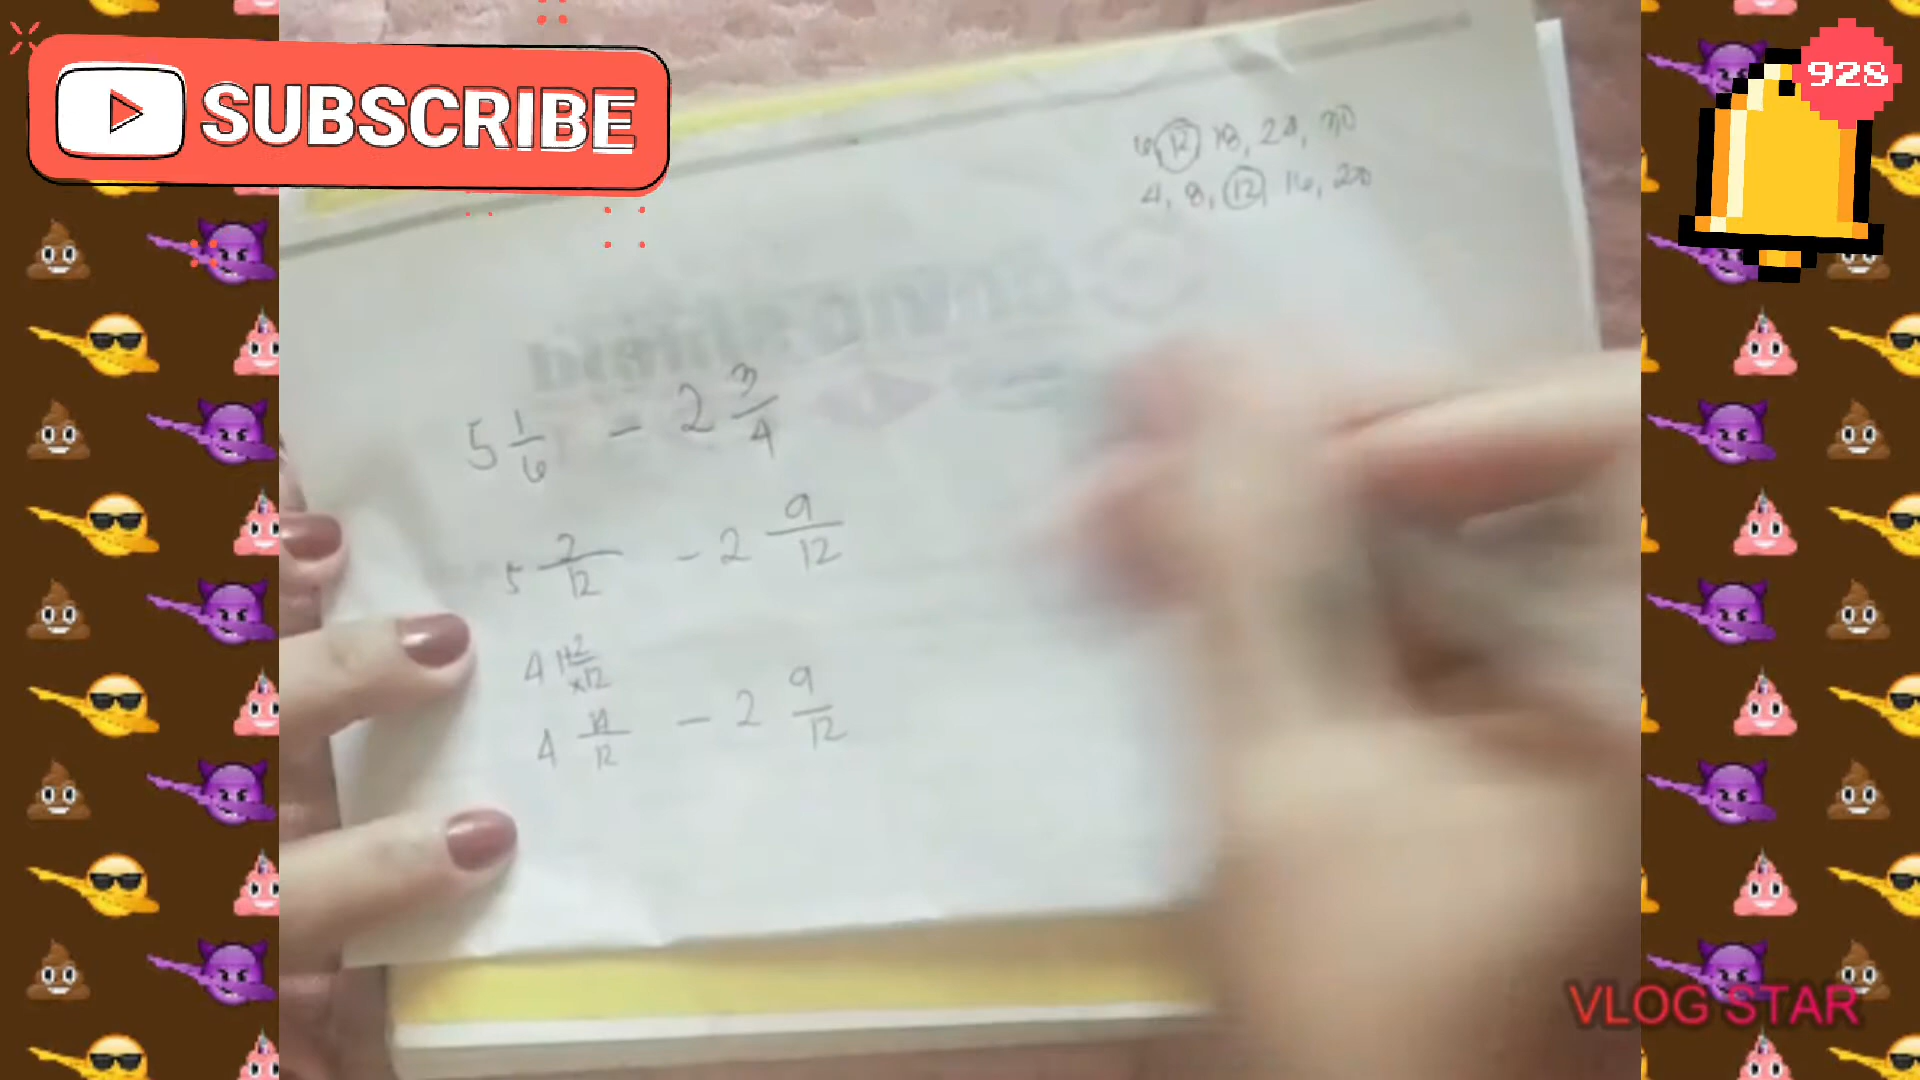 SUBSCRIBE
928
6, 12, 18, 24, 30
4, 8, 12, 16, 20
5 1/6 - 2 3/4
5 2/12 - 2 9/12
4 12+2/12
4 14/12 - 2 9/12
VLOG STAR